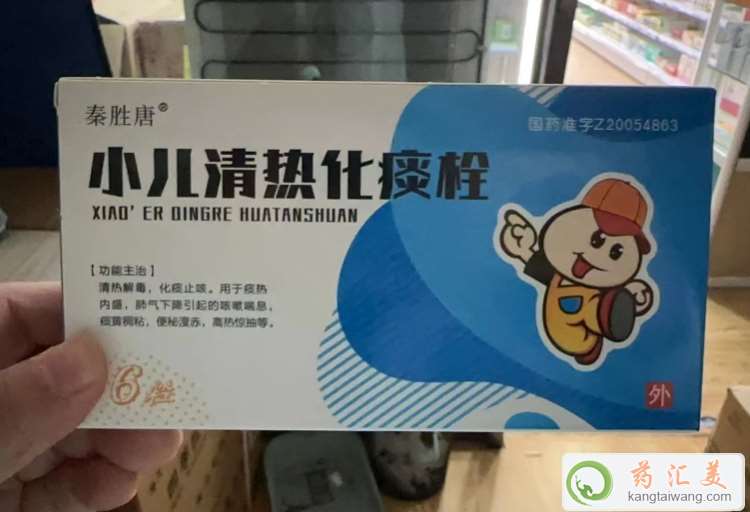 秦胜唐®
国药准字Z20054863
小儿清热化痰栓
XIAO' ER QINGRE HUATANSHUAN
【功能主治】
清热解毒，化痰止咳。用于痰热
内盛，肺气下降引起的咳嗽喘息，
痰黄稠粘，便秘溲赤，高热惊抽等。
6粒
外
药汇美
kangtaiwang.com